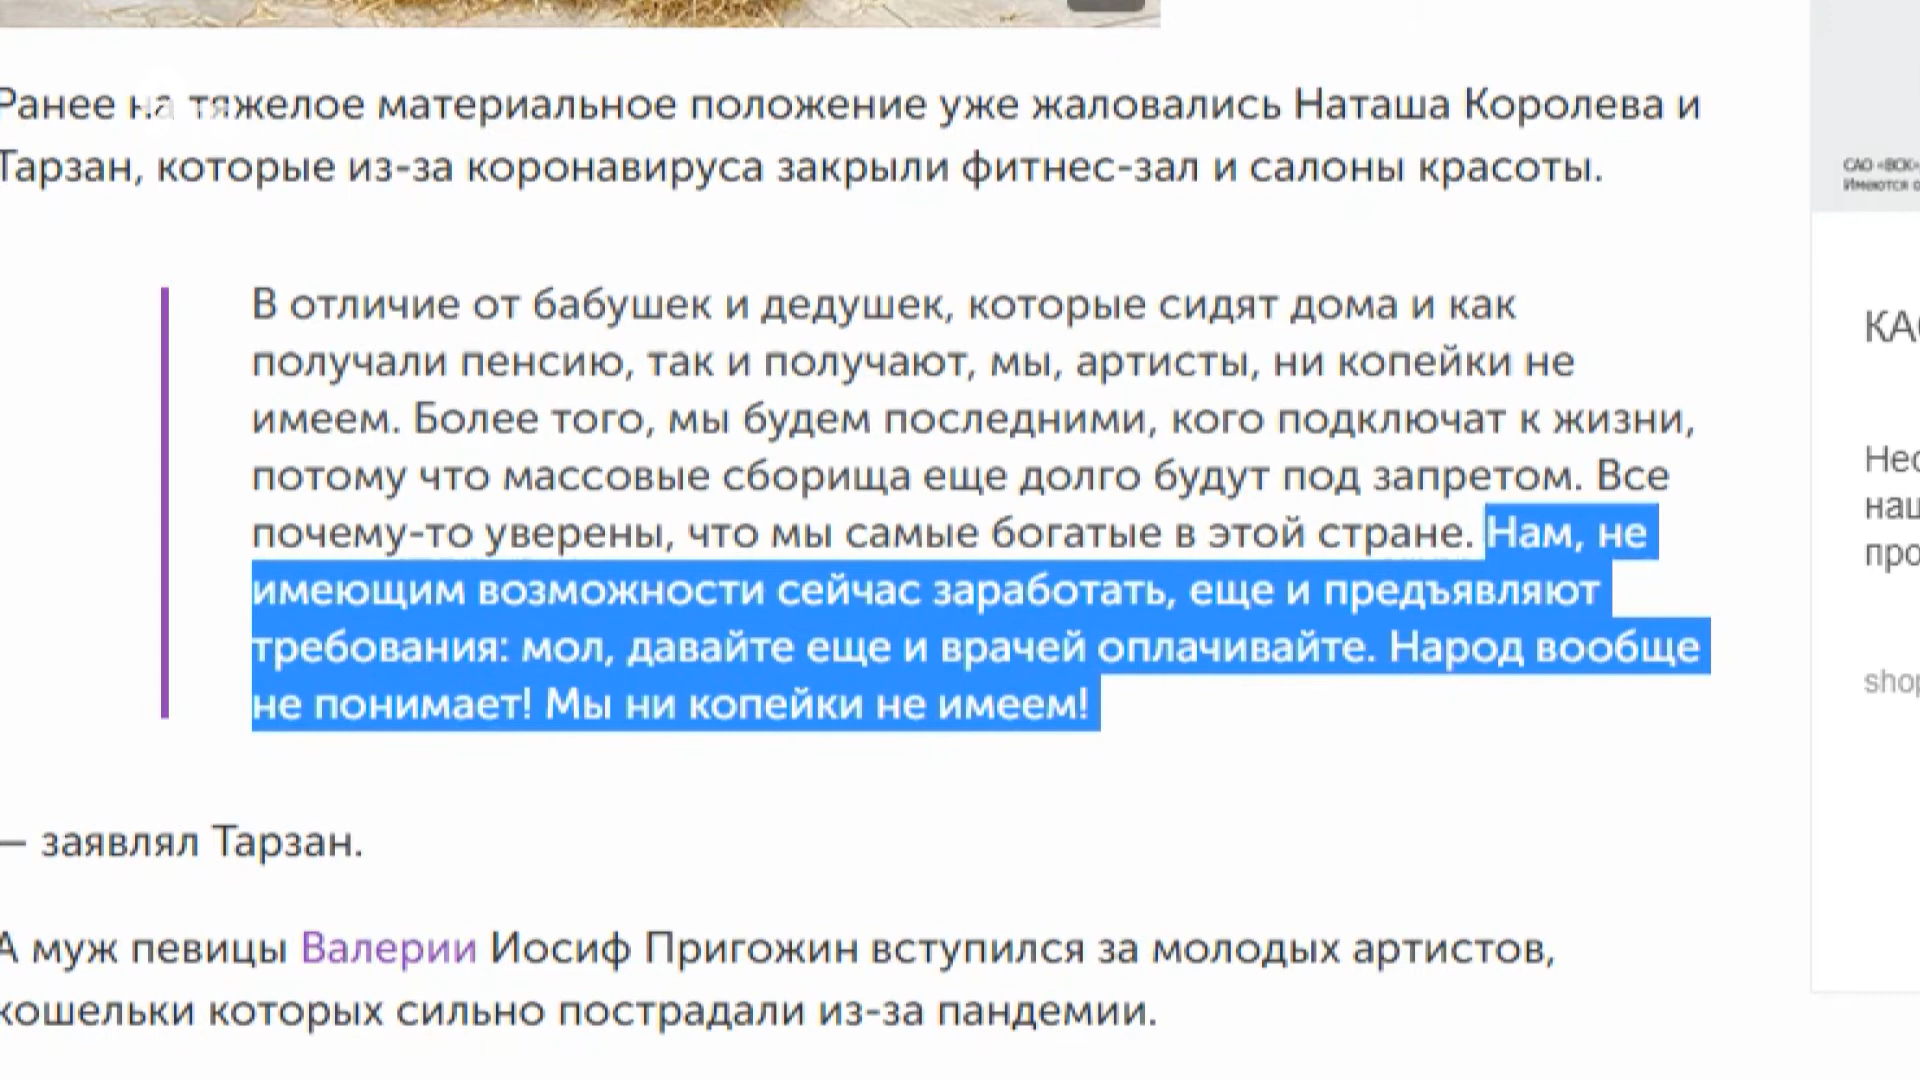 Ранее на тяжелое материальное положение уже жаловались Наташа Королева и
Тарзан, которые из-за коронавируса закрыли фитнес-зал и салоны красоты.
В отличие от бабушек и дедушек, которые сидят дома и как
получали пенсию, так и получают, мы, артисты, ни копейки не
имеем. Более того, мы будем последними, кого подключат к жизни,
потому что массовые сборища еще долго будут под запретом. Все
почему-то уверены, что мы самые богатые в этой стране. Нам, не
имеющим возможности сейчас заработать, еще и предъявляют
требования: мол, давайте еще и врачей оплачивайте. Народ вообще
не понимает! Мы ни копейки не имеем!
— заявлял Тарзан.
А муж певицы Валерии Иосиф Пригожин вступился за молодых артистов,
кошельки которых сильно пострадали из-за пандемии.
САО «ВСК»
Имеются
shop